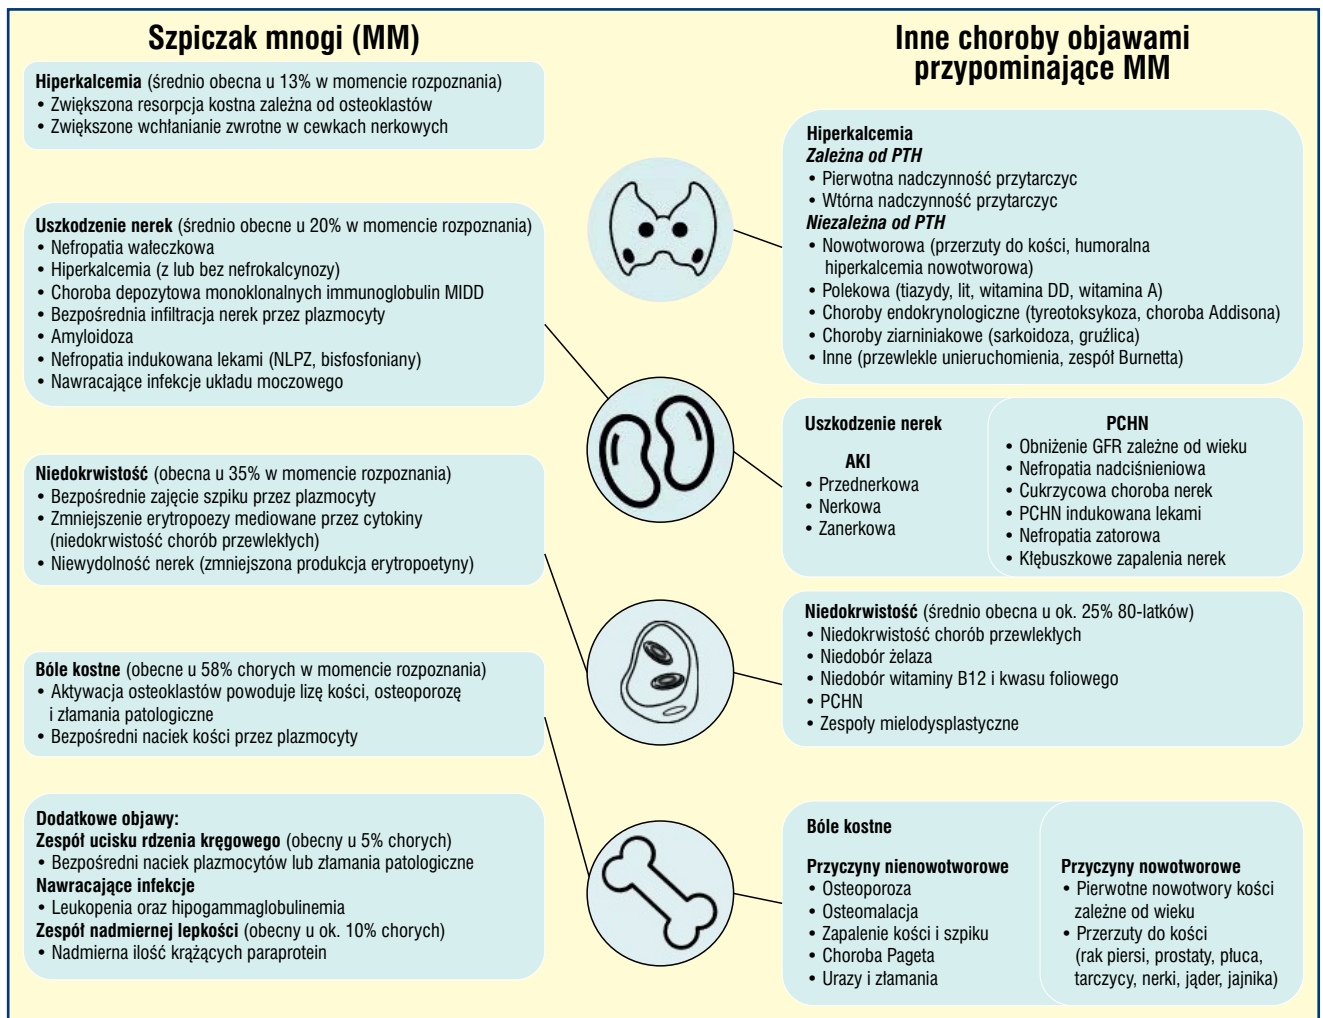 Szpiczak mnogi (MM)
Hiperkalcemia (średnio obecna u 13% w momencie rozpoznania)
• Zwiększona resorpcja kostna zależna od osteoklastów
• Zwiększone wchłanianie zwrotne w cewkach nerkowych
Uszkodzenie nerek (średnio obecne u 20% w momencie rozpoznania)
• Nefropatia wałeczkowa
• Hiperkalcemia (z lub bez nefrokalcynozy)
• Choroba depozytowa monoklonalnych immunoglobulin MIDD
• Bezpośrednia infiltracja nerek przez plazmocyty
• Amyloidoza
• Nefropatia indukowana lekami (NLPZ, bisfosfoniany)
• Nawracające infekcje układu moczowego
Niedokrwistość (obecna u 35% w momencie rozpoznania)
• Bezpośrednie zajęcie szpiku przez plazmocyty
• Zmniejszenie erytropoezy mediowane przez cytokiny
(niedokrwistość chorób przewlekłych)
• Niewydolność nerek (zmniejszona produkcja erytropoetyny)
Bóle kostne (obecne u 58% chorych w momencie rozpoznania)
• Aktywacja osteoklastów powoduje lizę kości, osteoporozę
i złamania patologiczne
• Bezpośredni naciek kości przez plazmocyty
Dodatkowe objawy:
Zespół ucisku rdzenia kręgowego (obecny u 5% chorych)
• Bezpośredni naciek plazmocytów lub złamania patologiczne
Nawracające infekcje
• Leukopenia oraz hipogammaglobulinemia
Zespół nadmiernej lepkości (obecny u ok. 10% chorych)
• Nadmierna ilość krążących paraprotein
Inne choroby objawami
przypominające MM
Hiperkalcemia
Zależna od PTH
• Pierwotna nadczynność przytarczyc
• Wtórna nadczynność przytarczyc
Niezależna od PTH
• Nowotworowa (przerzuty do kości, humoralna
hiperkalcemia nowotworowa)
• Polekowa (tiazydy, lit, witamina DD, witamina A)
• Choroby endokrynologiczne (tyreotoksykoza, choroba Addisona)
• Choroby ziarniniakowe (sarkoidoza, gruźlica)
• Inne (przewlekle unieruchomienia, zespół Burnetta)
Uszkodzenie nerek
AKI
• Przednerkowa
• Nerkowa
• Zanerkowa
PCHN
• Obniżenie GFR zależne od wieku
• Nefropatia nadciśnieniowa
• Cukrzycowa choroba nerek
• PCHN indukowana lekami
• Nefropatia zatorowa
• Kłębuszkowe zapalenia nerek
Niedokrwistość (średnio obecna u ok. 25% 80-latków)
• Niedokrwistość chorób przewlekłych
• Niedobór żelaza
• Niedobór witaminy B12 i kwasu foliowego
• PCHN
• Zespoły mielodysplastyczne
Bóle kostne
Przyczyny nienowotworowe
• Osteoporoza
• Osteomalacja
• Zapalenie kości i szpiku
• Choroba Pageta
• Urazy i złamania
Przyczyny nowotworowe
• Pierwotne nowotwory kości
zależne od wieku
• Przerzuty do kości
(rak piersi, prostaty, płuca,
tarczycy, nerki, jąder, jajnika)